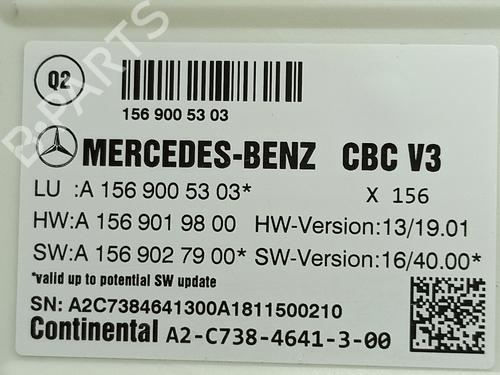 Q2
156 900 53 03
MERCEDES-BENZ CBC V3
LU :A 156 900 53 03* X 156
HW:A 156 901 98 00 HW-Version:13/19.01
SW:A 156 902 79 00* SW-Version:16/40.00*
*valid up to potential SW update
SN: A2C7384641300A1811500210
Continental A2-C738-4641-3-00
B-PARTS